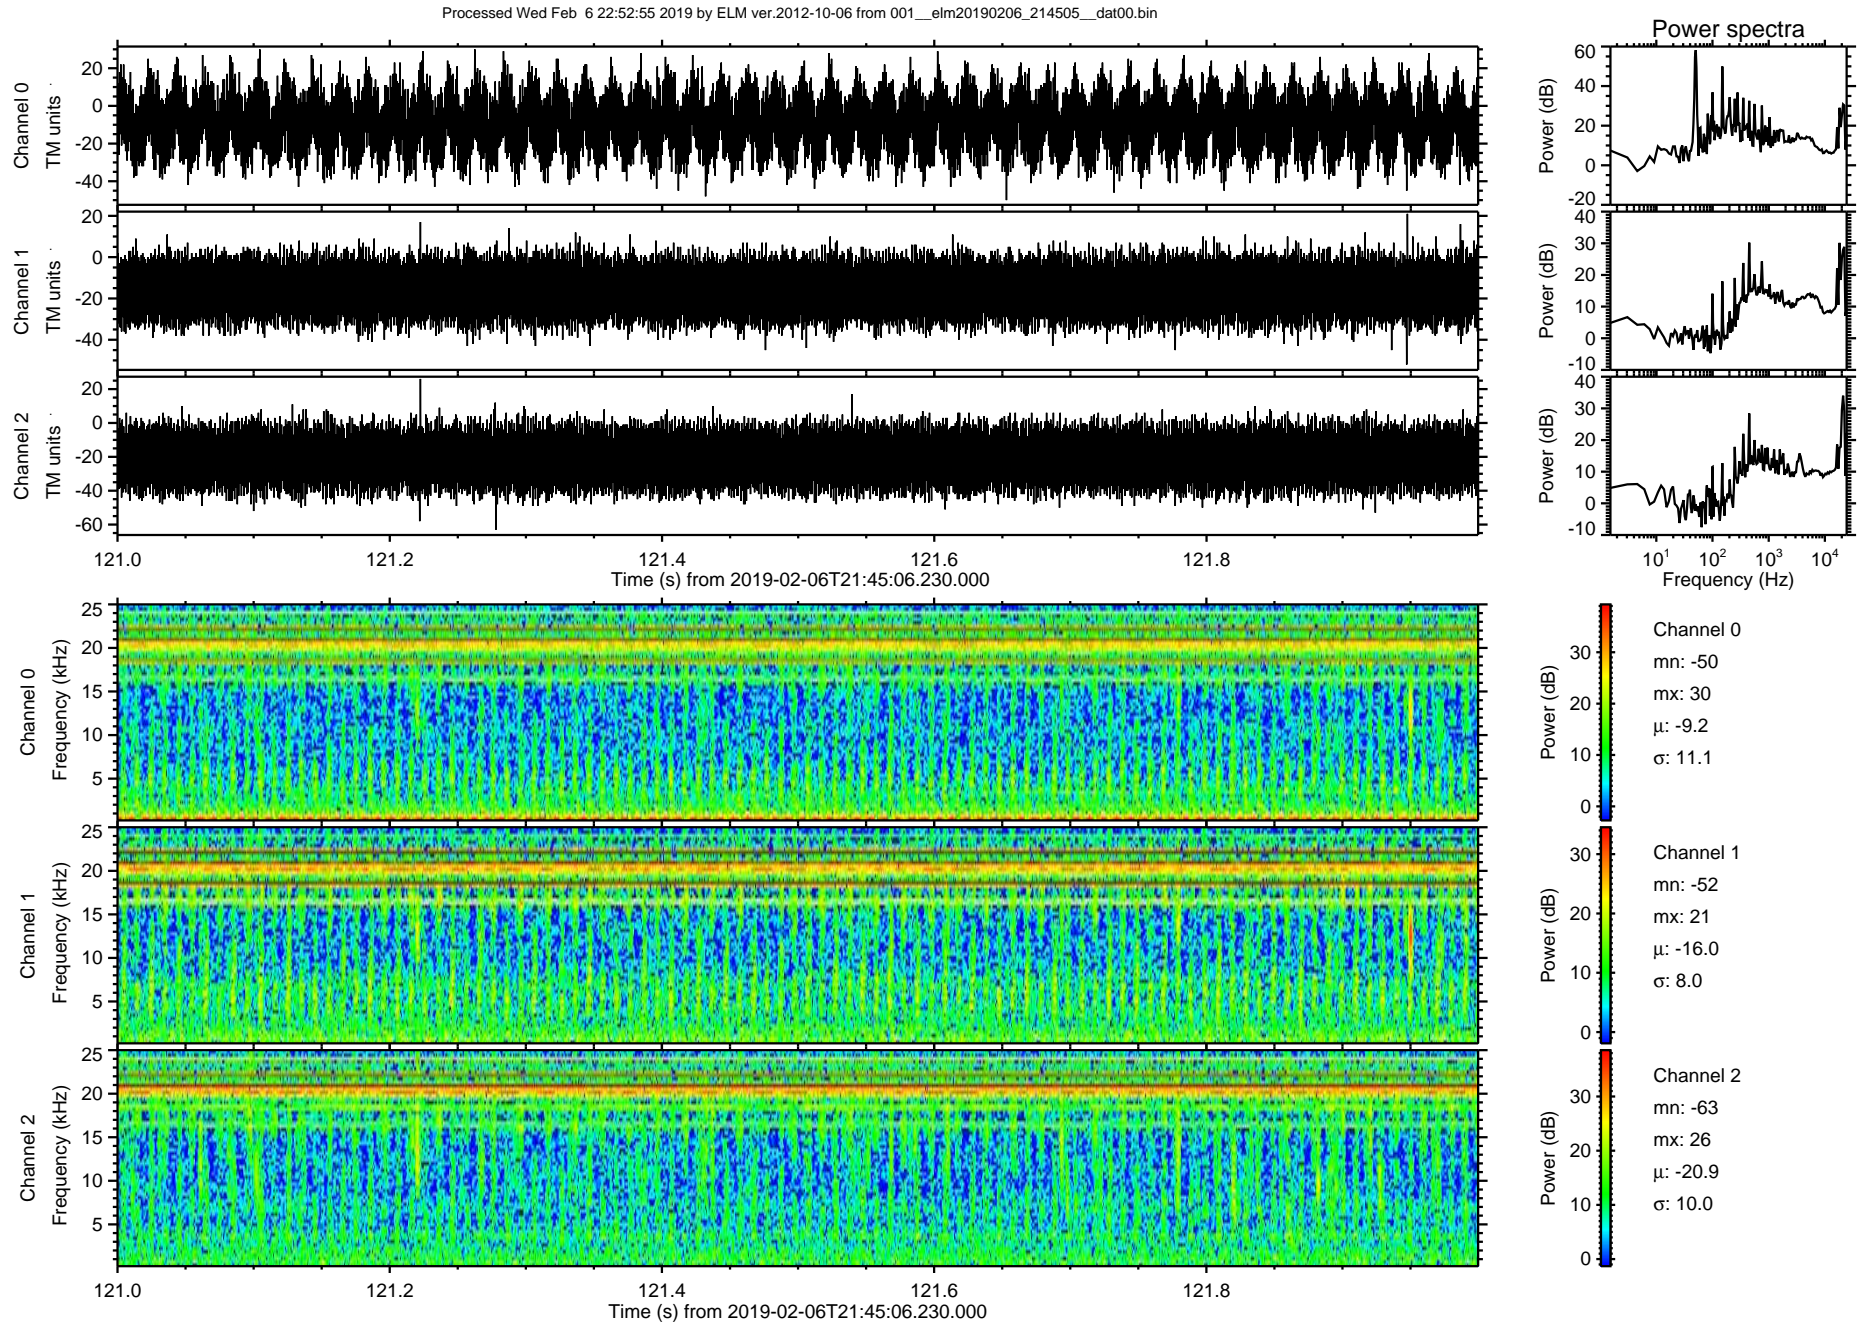 Processed Wed Feb  6 22:52:55 2019 by ELM ver.2012-10-06 from 001__elm20190206_214505__dat00.bin
Power spectra
Channel 0
TM units
20
0
-20
-40
Power (dB)
60
40
20
0
-20
Channel 1
TM units
20
0
-20
-40
Power (dB)
40
30
20
10
0
-10
Channel 2
TM units
20
0
-20
-40
-60
Power (dB)
40
30
20
10
0
-10
121.0 121.2 121.4 121.6 121.8
Time (s) from 2019-02-06T21:45:06.230.000
10^1 10^2 10^3 10^4
Frequency (Hz)
Channel 0
Frequency (kHz)
25
20
15
10
5
Power (dB)
30
20
10
0
Channel 0
mn: -50
mx: 30
μ: -9.2
σ: 11.1
Channel 1
Frequency (kHz)
25
20
15
10
5
Power (dB)
30
20
10
0
Channel 1
mn: -52
mx: 21
μ: -16.0
σ: 8.0
Channel 2
Frequency (kHz)
25
20
15
10
5
Power (dB)
30
20
10
0
Channel 2
mn: -63
mx: 26
μ: -20.9
σ: 10.0
121.0 121.2 121.4 121.6 121.8
Time (s) from 2019-02-06T21:45:06.230.000